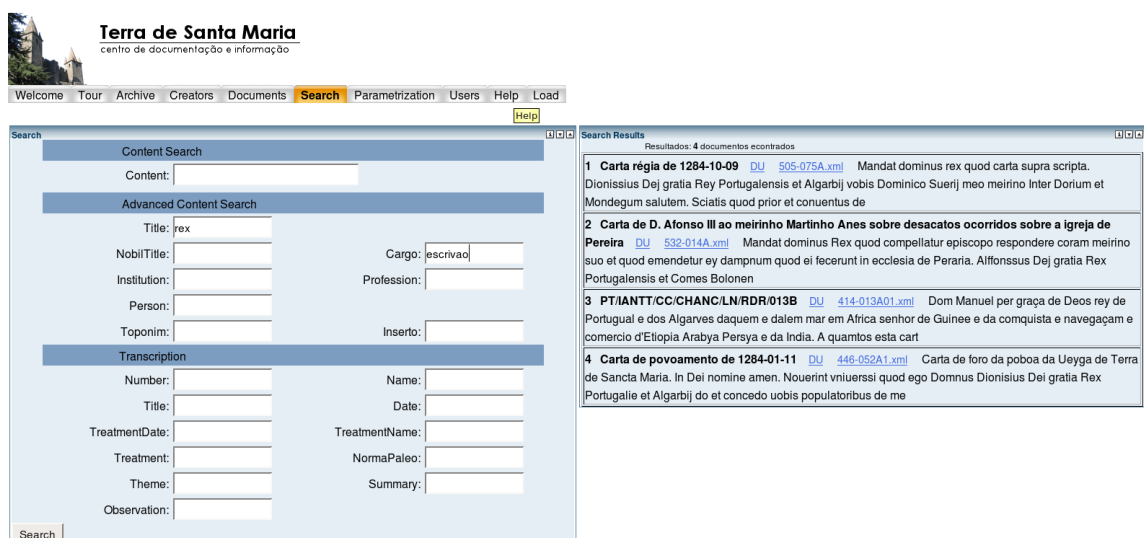 Terra de Santa Maria
centro de documentação e informação
Welcome Tour Archive Creators Documents Search Parametrization Users Help Load
Help
Search
Content Search
Content:
Advanced Content Search
Title: rex
NobilTitle: Cargo: escrivao
Institution: Profession:
Person:
Toponim: Inserto:
Transcription
Number: Name:
Title: Date:
TreatmentDate: TreatmentName:
Treatment: NormaPaleo:
Theme: Summary:
Observation:
Search
Search Results
Resultados: 4 documentos econtrados
1 Carta régia de 1284-10-09 DU 505-075A.xml Mandat dominus rex quod carta supra scripta.
Dionissius Dej gratia Rey Portugalensis et Algarbij vobis Dominico Suerij meo meirino Inter Dorium et
Mondegum salutem. Sciatis quod prior et conuentus de
2 Carta de D. Afonso III ao meirinho Martinho Anes sobre desacatos ocorridos sobre a igreja de
Pereira DU 532-014A.xml Mandat dominus Rex quod compellatur episcopo respondere coram meirino
suo et quod emendetur ey dampnum quod ei fecerunt in ecclesia de Peraria. Alffonssus Dej gratia Rex
Portugalensis et Comes Bolonen
3 PT/IANTT/CC/CHANC/LN/RDR/013B DU 414-013A01.xml Dom Manuel per graça de Deos rey de
Portugual e dos Algarves daquem e dalem mar em Africa senhor de Guinee e da comquista e navegaçam e
comercio d'Etiopia Arabya Persya e da India. A quamtos esta cart
4 Carta de povoamento de 1284-01-11 DU 446-052A1.xml Carta de foro da poboa da Ueyga de Terra
de Sancta Maria. In Dei nomine amen. Nouerint vniuerssi quod ego Domnus Dionisius Dei gratia Rex
Portugalie et Algarbij do et concedo uobis populatoribus de me